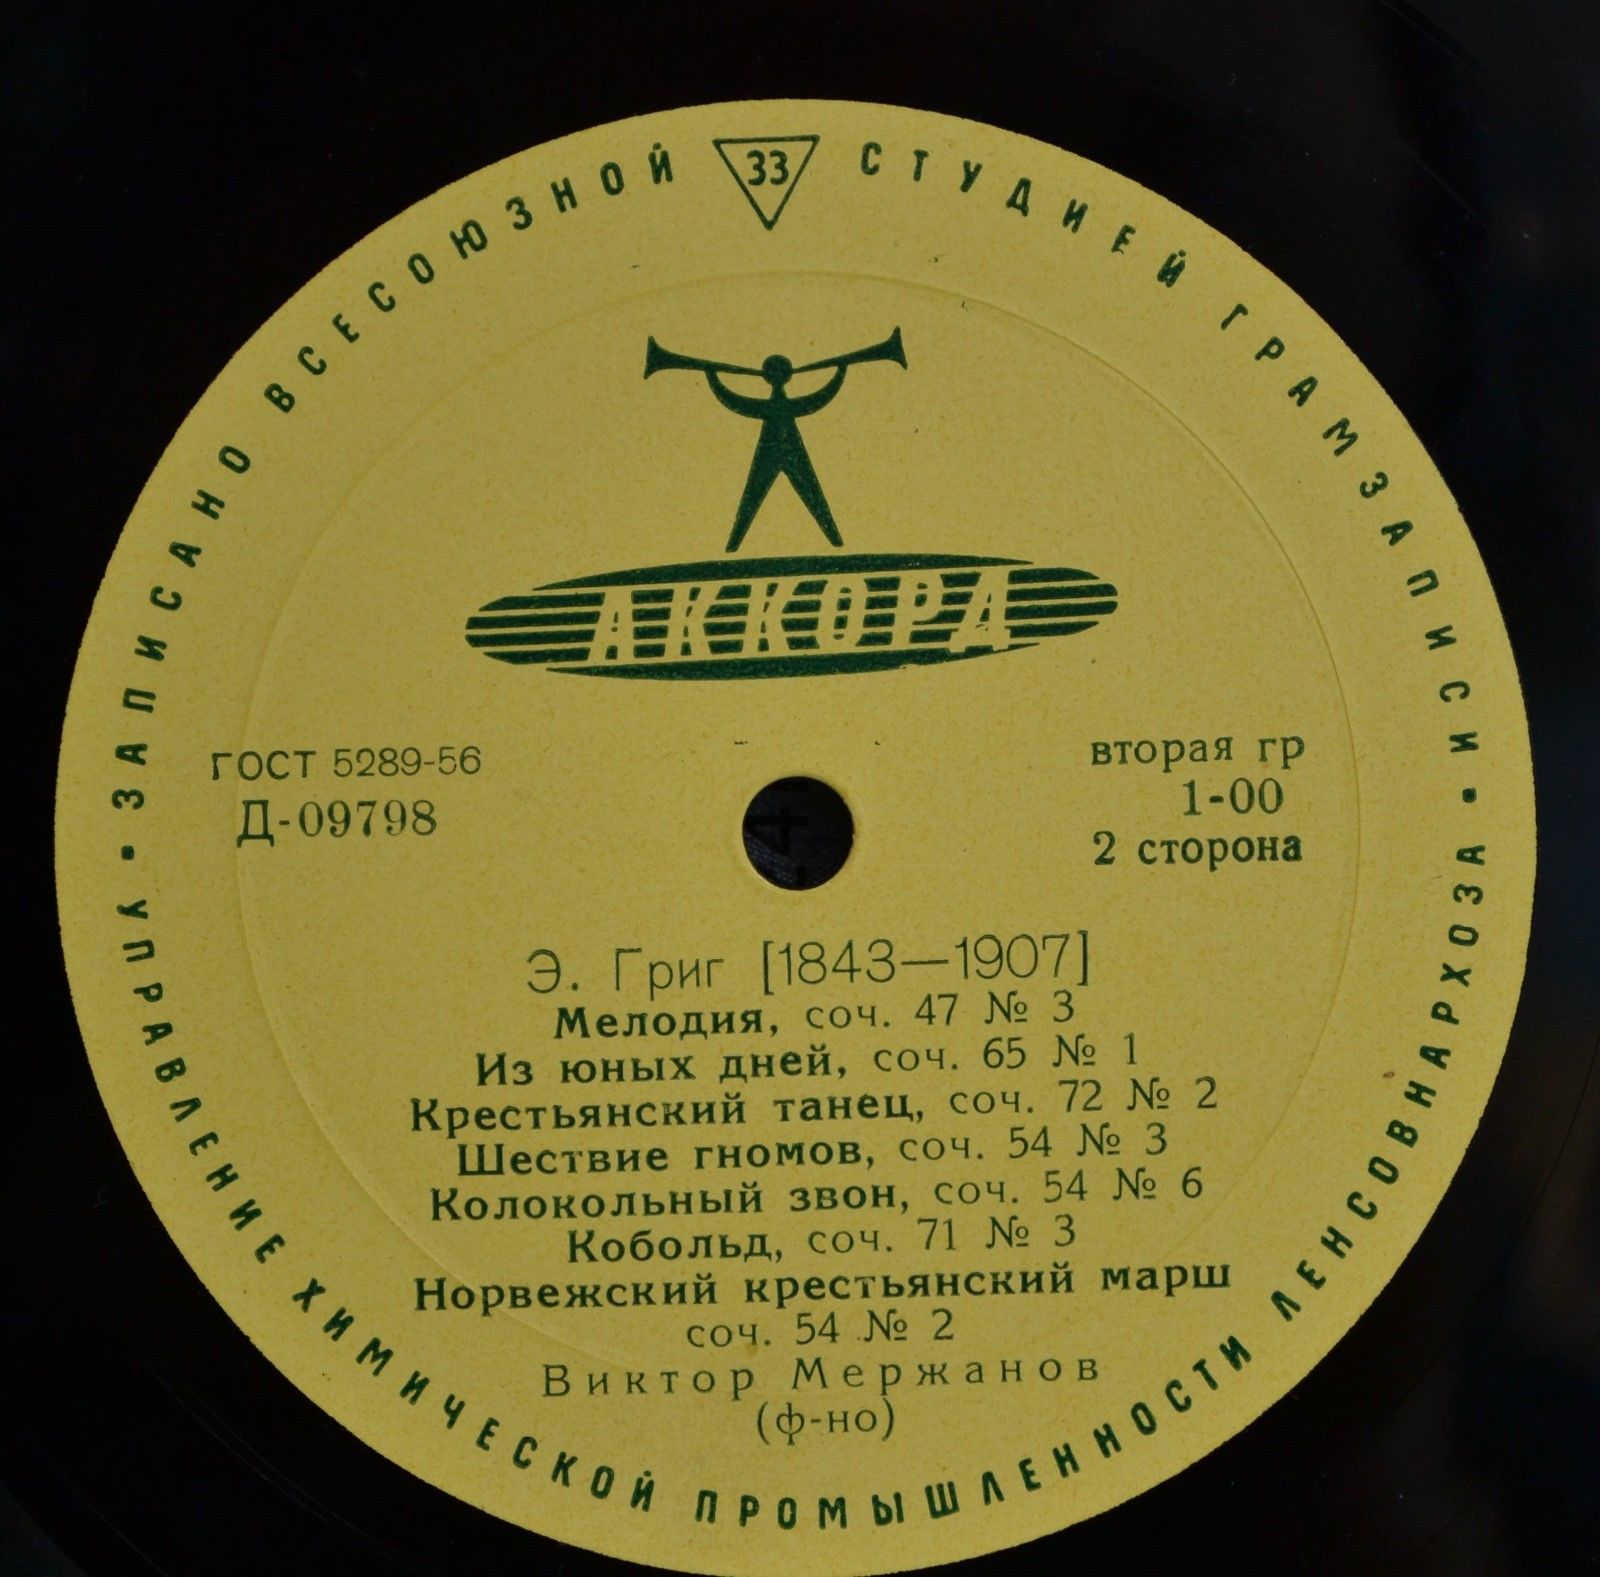 ЗАПИСАНО ВСЕСОЮЗНОЙ СТУДИЕЙ ГРАМЗАПИСИ
33
АККОРД
ГОСТ 5289-56
Д-09798
вторая гр
1-00
2 сторона
Э. Григ [1843—1907]
Мелодия, соч. 47 № 3
Из юных дней, соч. 65 № 1
Крестьянский танец, соч. 72 № 2
Шествие гномов, соч. 54 № 3
Колокольный звон, соч. 54 № 6
Кобольд, соч. 71 № 3
Норвежский крестьянский марш
соч. 54 № 2
Виктор Мержанов
(ф-но)
УПРАВЛЕНИЕ ХИМИЧЕСКОЙ ПРОМЫШЛЕННОСТИ ЛЕНСОВНАРХОЗА